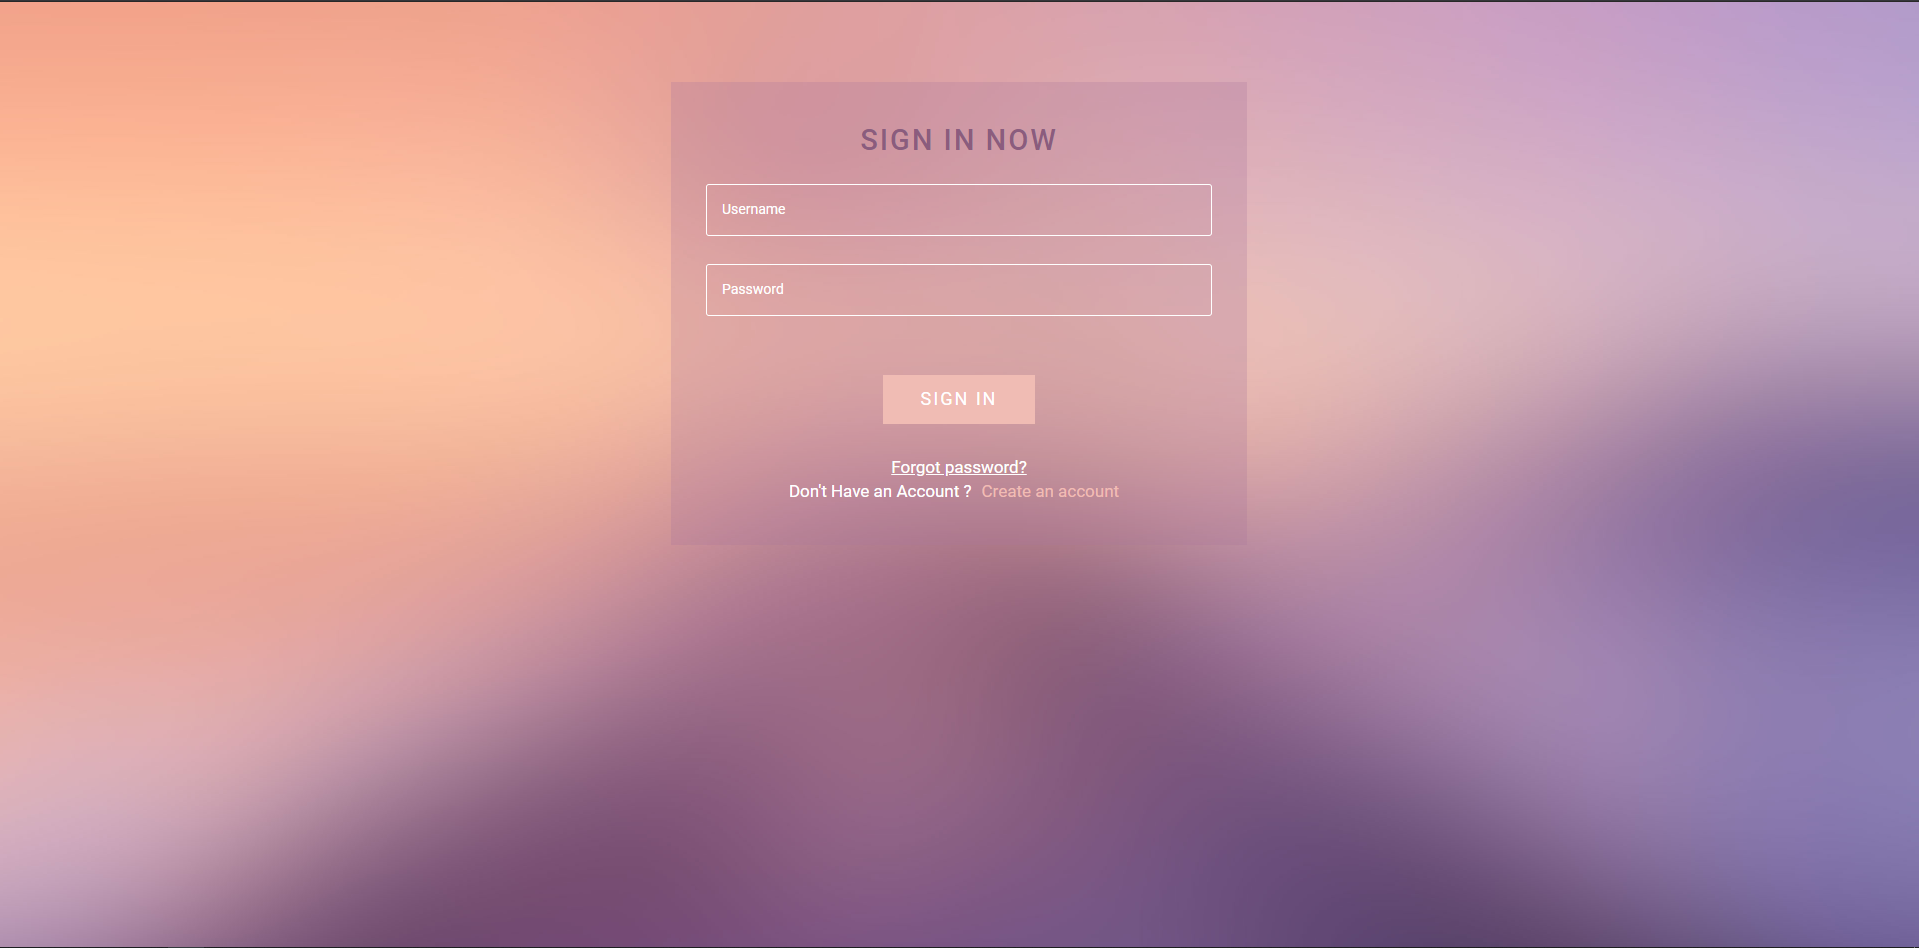 SIGN IN NOW
Username
Password
SIGN IN
Forgot password?
Don't Have an Account ? Create an account